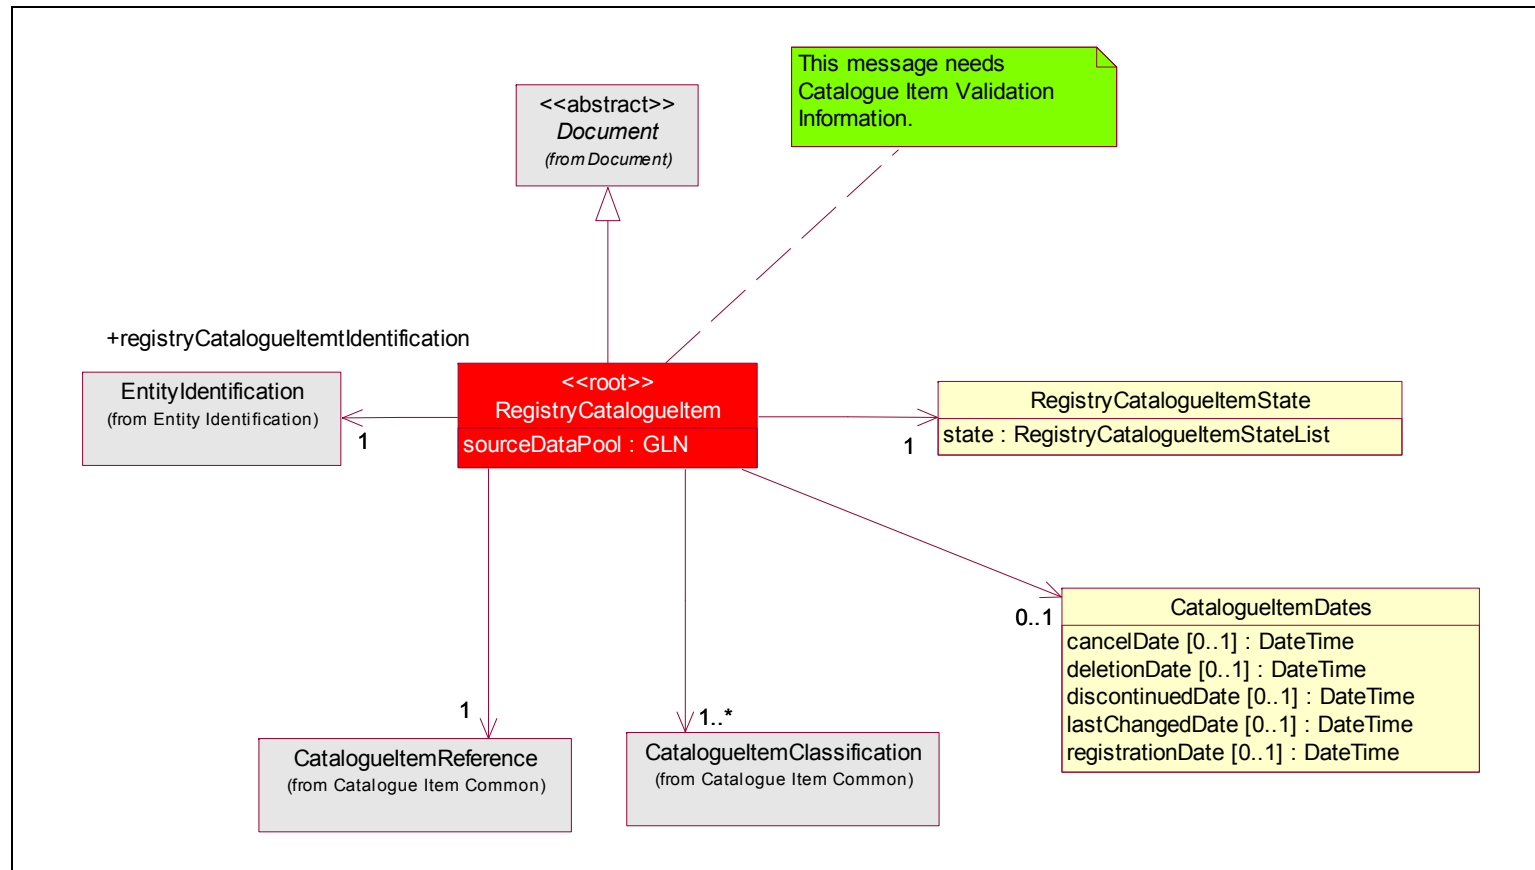 This message needs
Catalogue Item Validation
Information.
<<abstract>>
Document
(from Document)
+registryCatalogueItemtIdentification
EntityIdentification
(from Entity Identification)
1
<<root>>
RegistryCatalogueItem
sourceDataPool : GLN
1
RegistryCatalogueItemState
state : RegistryCatalogueItemStateList
0..1
CatalogueItemDates
cancelDate [0..1] : DateTime
deletionDate [0..1] : DateTime
discontinuedDate [0..1] : DateTime
lastChangedDate [0..1] : DateTime
registrationDate [0..1] : DateTime
1
CatalogueItemReference
(from Catalogue Item Common)
1..*
CatalogueItemClassification
(from Catalogue Item Common)